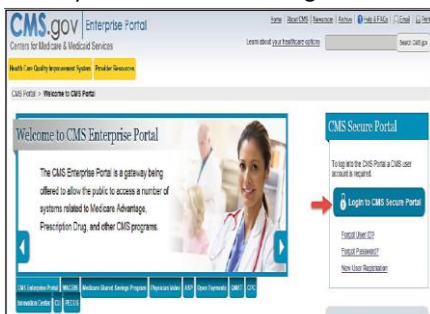 CMS.gov Enterprise Portal
Centers for Medicare & Medicaid Services
Home | About CMS | Newsroom | Archive | Help & FAQs | Email | Print
Learn about your healthcare options
Search CMS.gov
Health Care Quality Improvement System Provider Resources
CMS Portal > Welcome to CMS Portal
Welcome to CMS Enterprise Portal
The CMS Enterprise Portal is a gateway being
offered to allow the public to access a number of
systems related to Medicare Advantage,
Prescription Drug, and other CMS programs.
CMS Secure Portal
To log into the CMS Portal a CMS user
account is required.
Login to CMS Secure Portal
Forgot User ID?
Forgot Password?
New User Registration
CMS Enterprise Portal MACBIS Medicare Shared Savings Program Physician Value ASP Open Payments CPC
Innovation Center